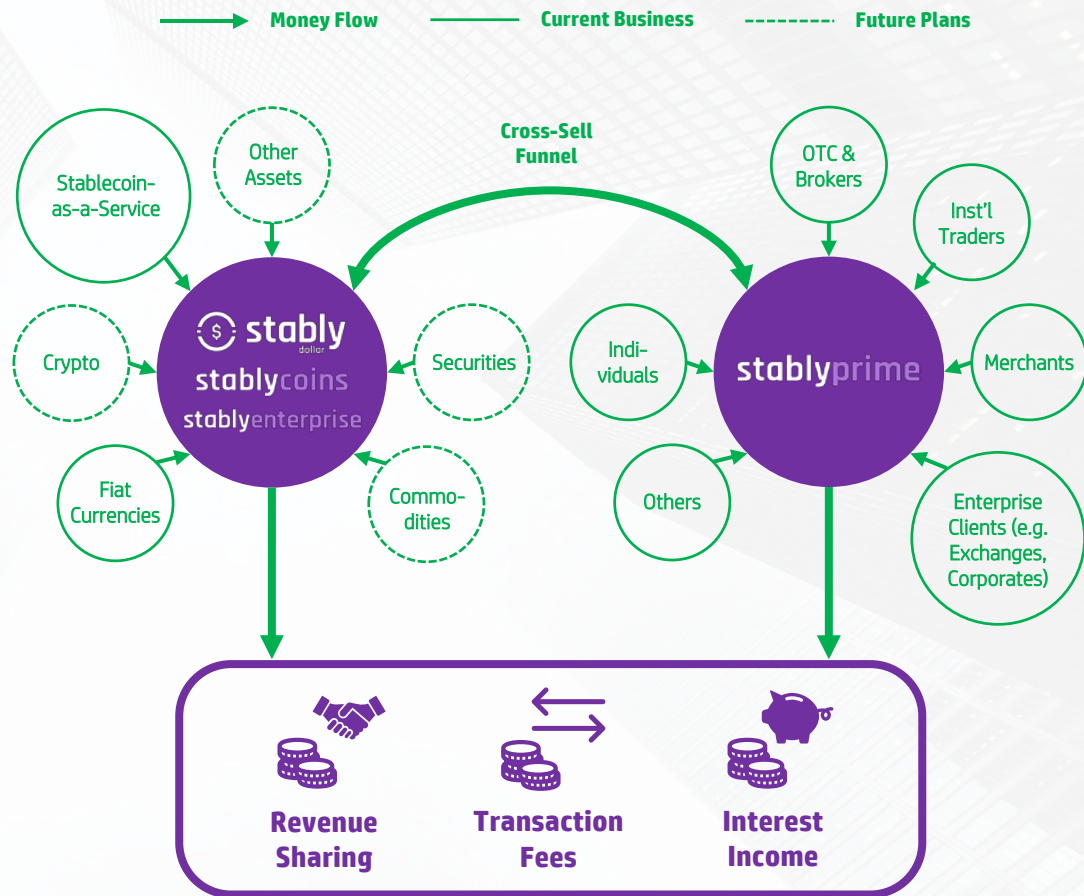 Money Flow
Current Business
Future Plans
Cross-Sell
Funnel
Stablecoin-
as-a-Service
Other
Assets
Crypto
Fiat
Currencies
Securities
Commo-
dities
$ stably
dollar
stablycoins
stablyenterprise
OTC &
Brokers
Inst'l
Traders
Indi-
viduals
Merchants
Others
Enterprise
Clients (e.g.
Exchanges,
Corporates)
stablyprime
Revenue
Sharing
Transaction
Fees
Interest
Income